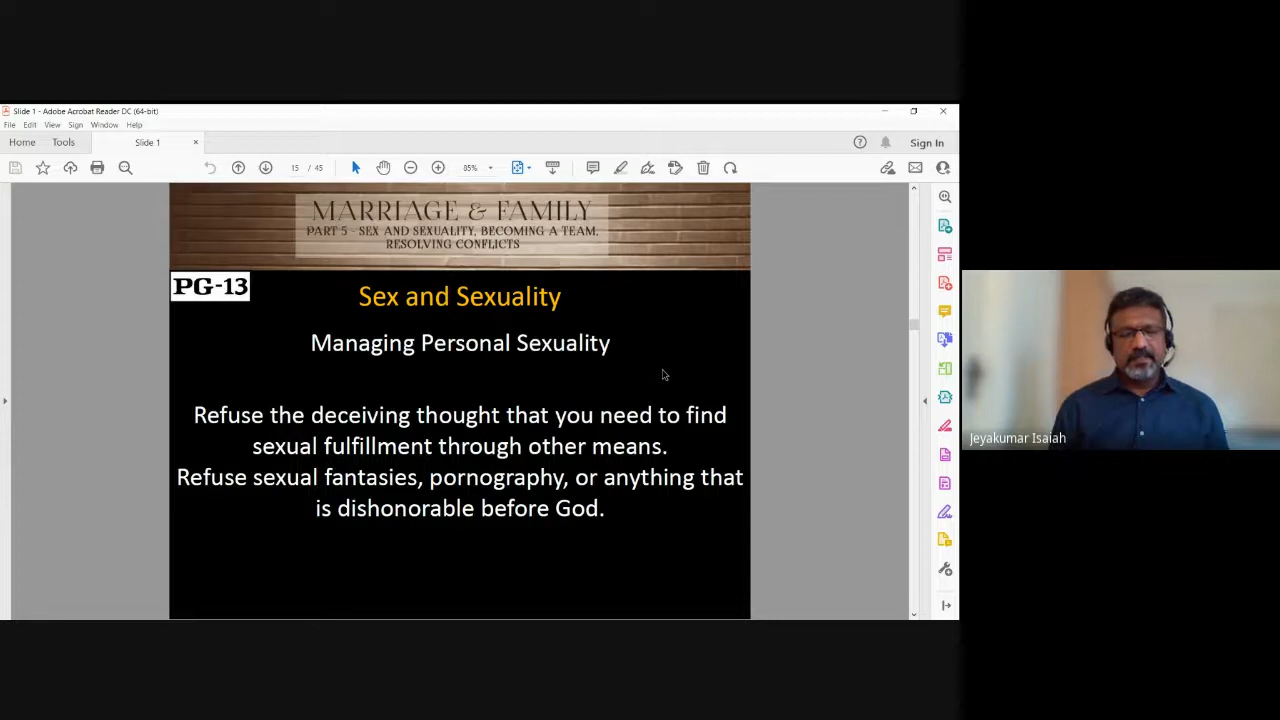 Slide 1 - Adobe Acrobat Reader DC (64-bit)
File Edit View Sign Window Help
Home Tools Slide 1 × Sign In
15 / 45 85%
MARRIAGE & FAMILY
PART 5 - SEX AND SEXUALITY, BECOMING A TEAM,
RESOLVING CONFLICTS
PG-13
Sex and Sexuality
Managing Personal Sexuality
Refuse the deceiving thought that you need to find
sexual fulfillment through other means.
Refuse sexual fantasies, pornography, or anything that
is dishonorable before God.
Jeyakumar Isaiah